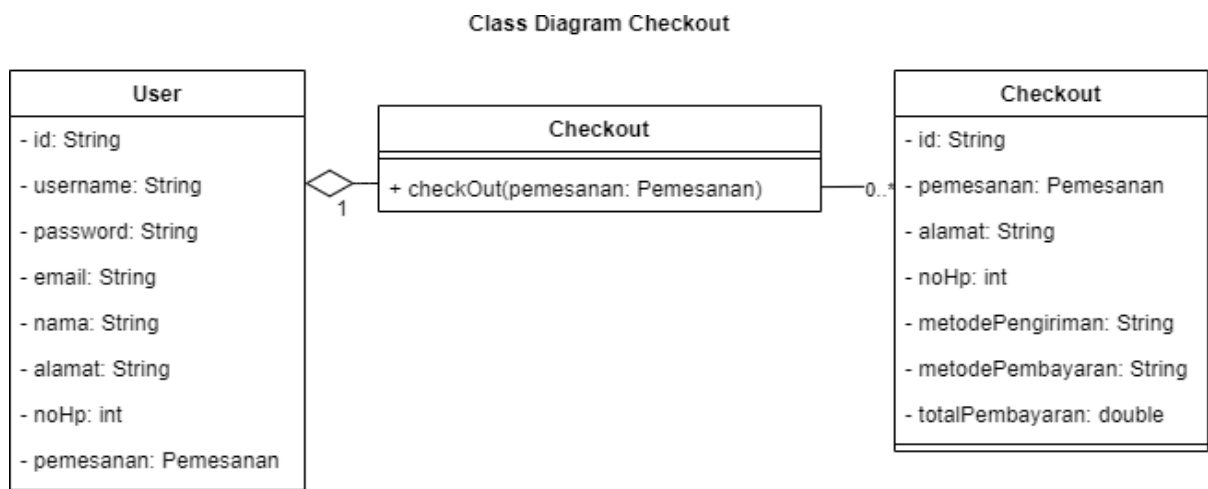 Class Diagram Checkout
User
- id: String
- username: String
- password: String
- email: String
- nama: String
- alamat: String
- noHp: int
- pemesanan: Pemesanan
1
Checkout
+ checkOut(pemesanan: Pemesanan)
0..*
Checkout
- id: String
- pemesanan: Pemesanan
- alamat: String
- noHp: int
- metodePengiriman: String
- metodePembayaran: String
- totalPembayaran: double